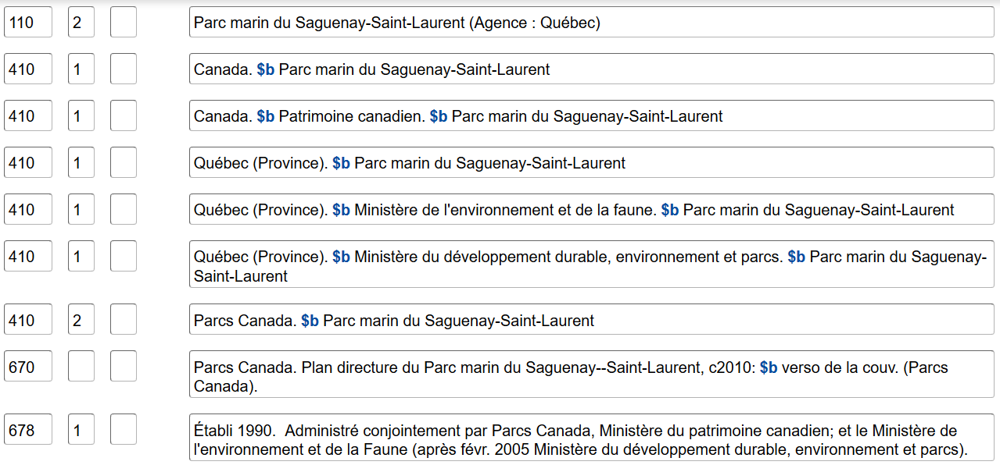 110 2 Parc marin du Saguenay-Saint-Laurent (Agence : Québec)
410 1 Canada. $b Parc marin du Saguenay-Saint-Laurent
410 1 Canada. $b Patrimoine canadien. $b Parc marin du Saguenay-Saint-Laurent
410 1 Québec (Province). $b Parc marin du Saguenay-Saint-Laurent
410 1 Québec (Province). $b Ministère de l'environnement et de la faune. $b Parc marin du Saguenay-Saint-Laurent
410 1 Québec (Province). $b Ministère du développement durable, environnement et parcs. $b Parc marin du Saguenay-
Saint-Laurent
410 2 Parcs Canada. $b Parc marin du Saguenay-Saint-Laurent
670 Parcs Canada. Plan directure du Parc marin du Saguenay--Saint-Laurent, c2010: $b verso de la couv. (Parcs
Canada).
678 1 Établi 1990.  Administré conjointement par Parcs Canada, Ministère du patrimoine canadien; et le Ministère de
l'environnement et de la Faune (après févr. 2005 Ministère du développement durable, environnement et parcs).